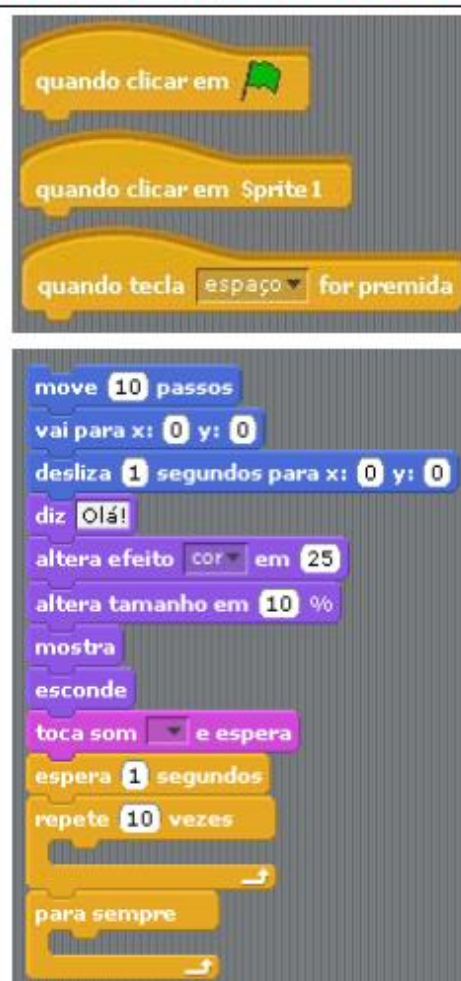 quando clicar em
quando clicar em Sprite1
quando tecla espaço for premida
move 10 passos
vai para x: 0 y: 0
desliza 1 segundos para x: 0 y: 0
diz Olá!
altera efeito cor em 25
altera tamanho em 10 %
mostra
esconde
toca som e espera
espera 1 segundos
repete 10 vezes
para sempre